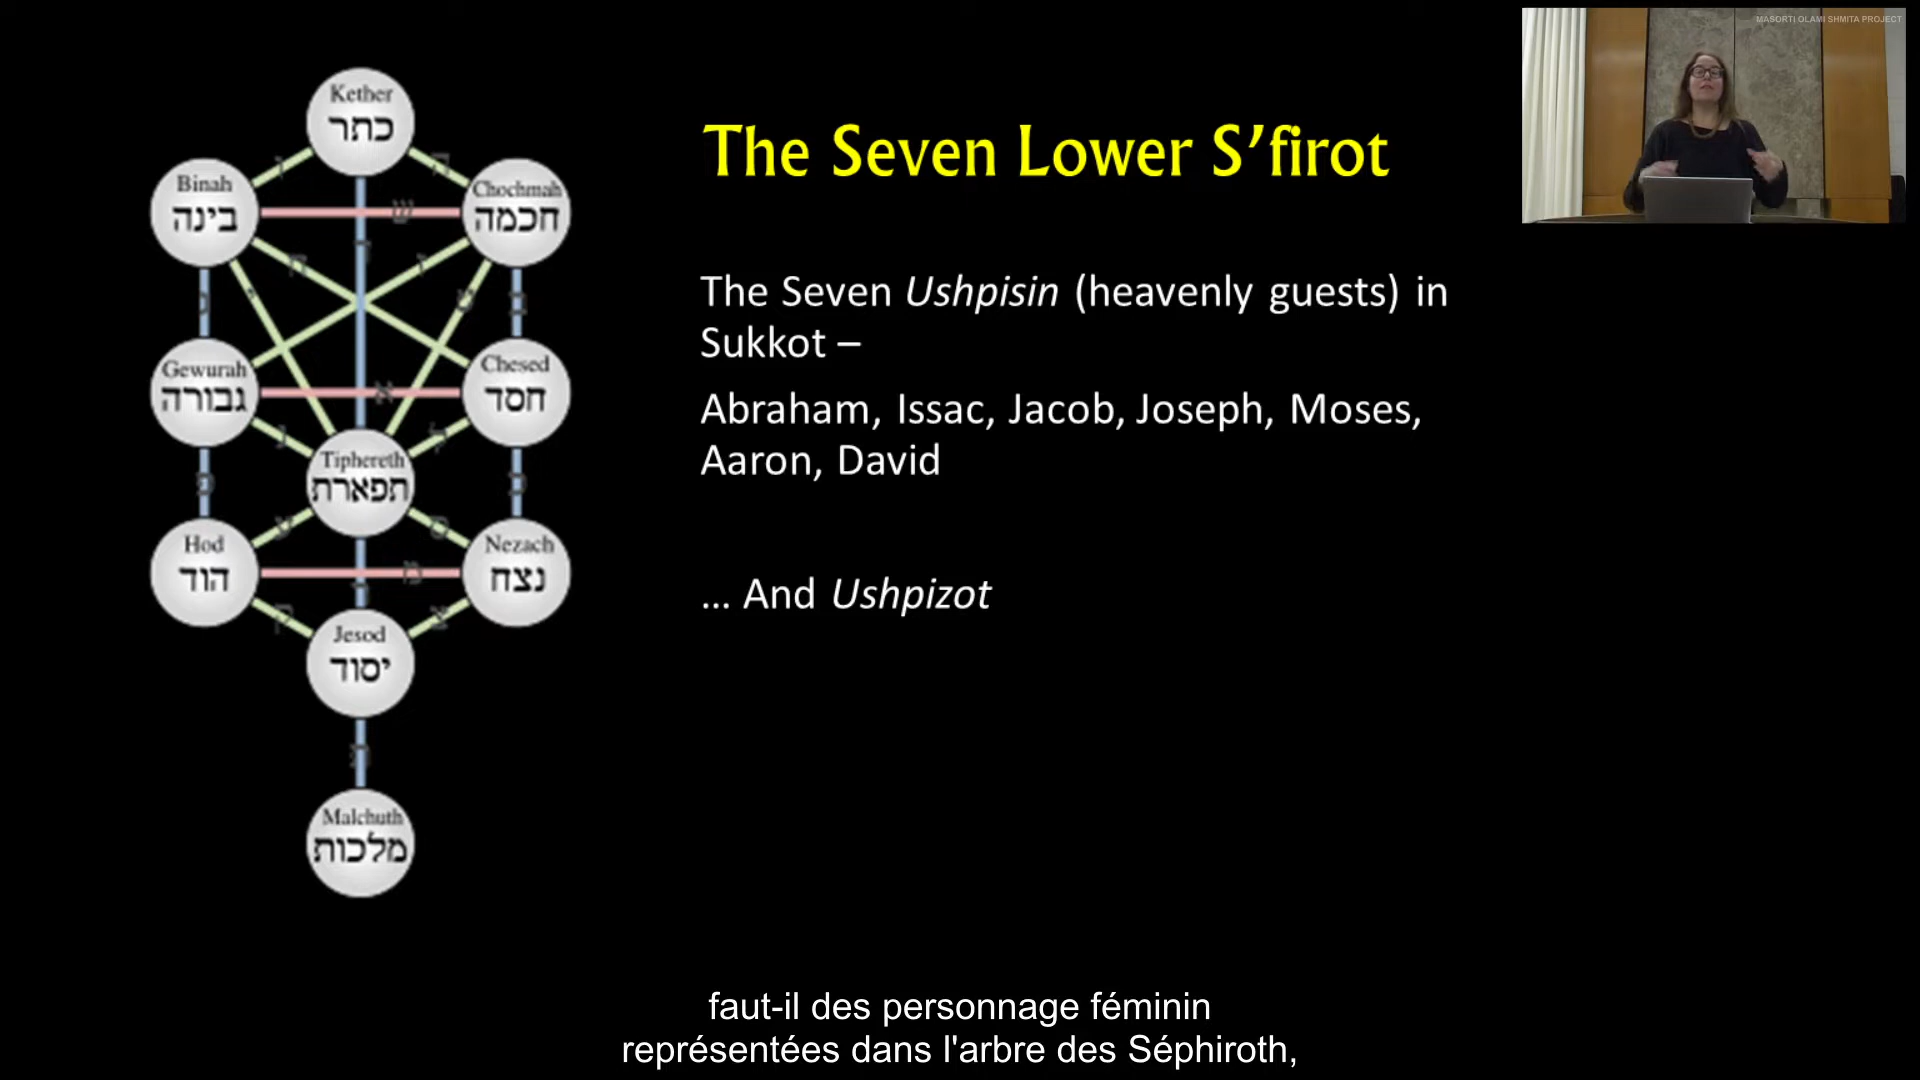 MASORTI OLAMI SHMITA PROJECT
The Seven Lower S'firot
The Seven Ushpisin (heavenly guests) in
Sukkot –
Abraham, Issac, Jacob, Joseph, Moses,
Aaron, David
... And Ushpizot
Kether
כתר
Binah
בינה
Chochmah
חכמה
Gewurah
גבורה
Chesed
חסד
Tiphereth
תפארת
Hod
הוד
Nezach
נצח
Jesod
יסוד
Malchuth
מלכות
faut-il des personnage féminin
représentées dans l'arbre des Séphiroth,